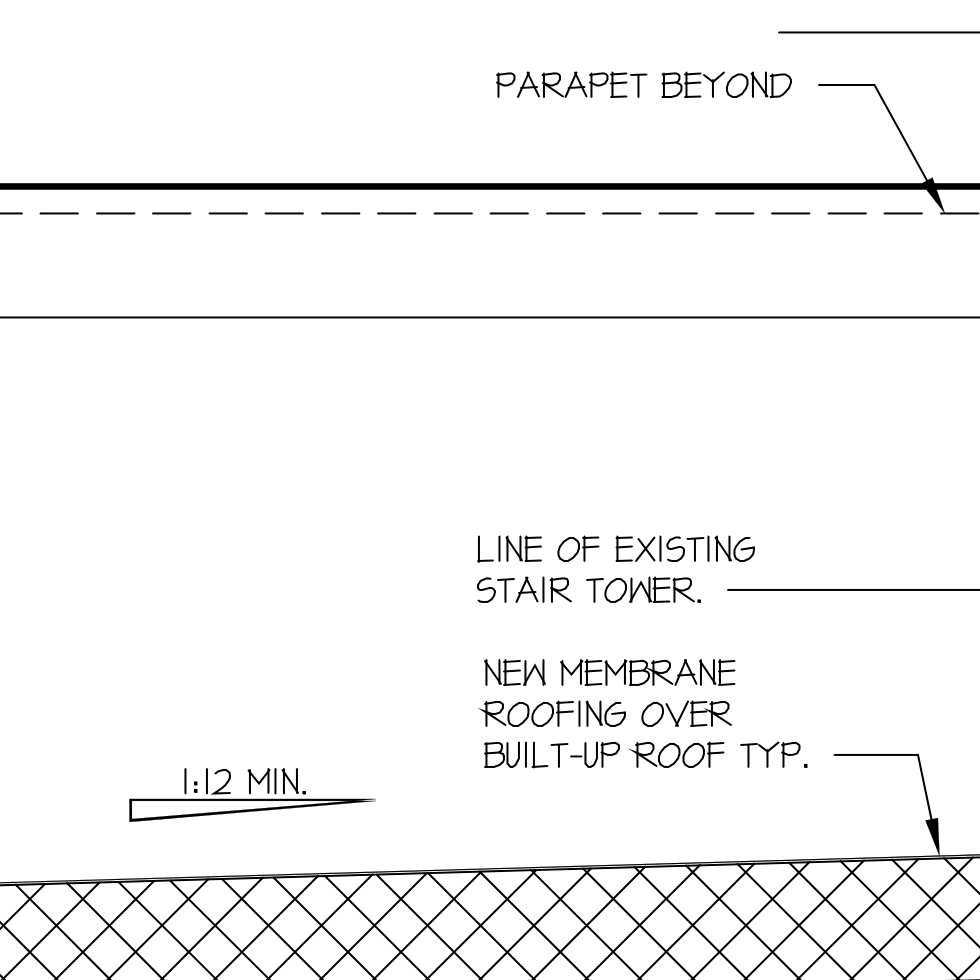 PARAPET BEYOND
LINE OF EXISTING
STAIR TOWER.
NEW MEMBRANE
ROOFING OVER
BUILT-UP ROOF TYP.
1:12 MIN.